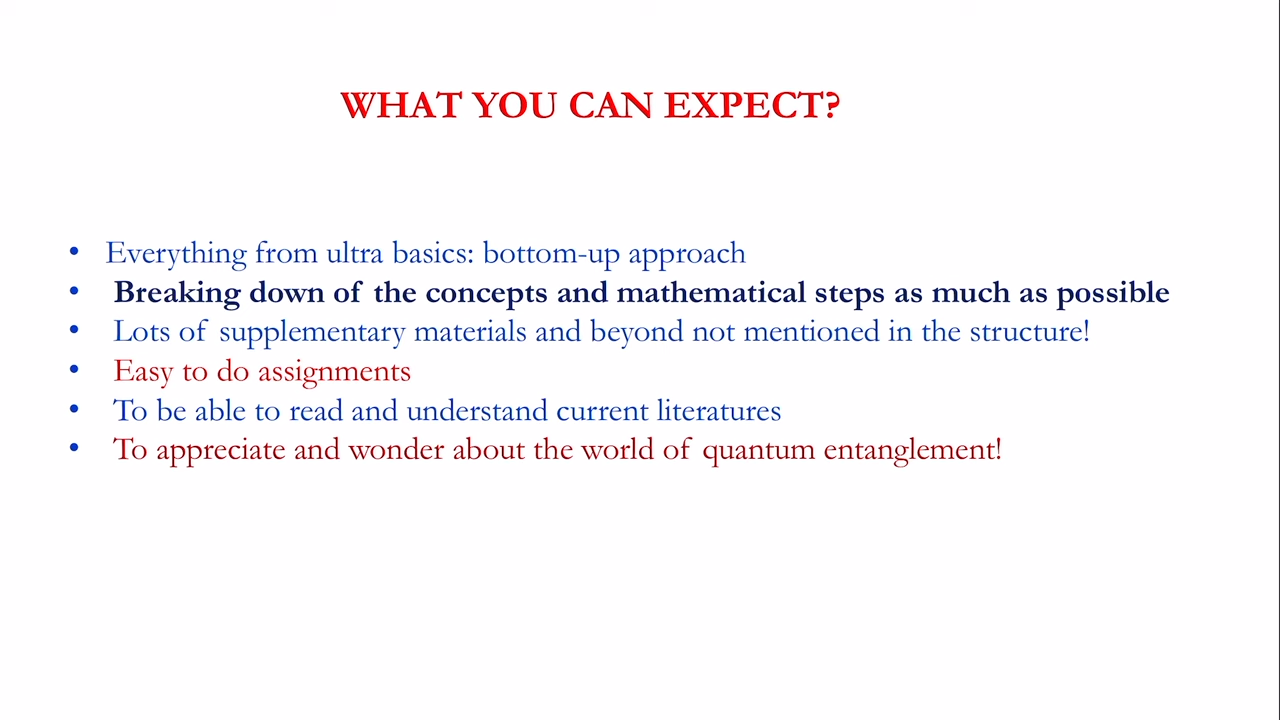 WHAT YOU CAN EXPECT?
• Everything from ultra basics: bottom-up approach
• Breaking down of the concepts and mathematical steps as much as possible
• Lots of supplementary materials and beyond not mentioned in the structure!
• Easy to do assignments
• To be able to read and understand current literatures
• To appreciate and wonder about the world of quantum entanglement!